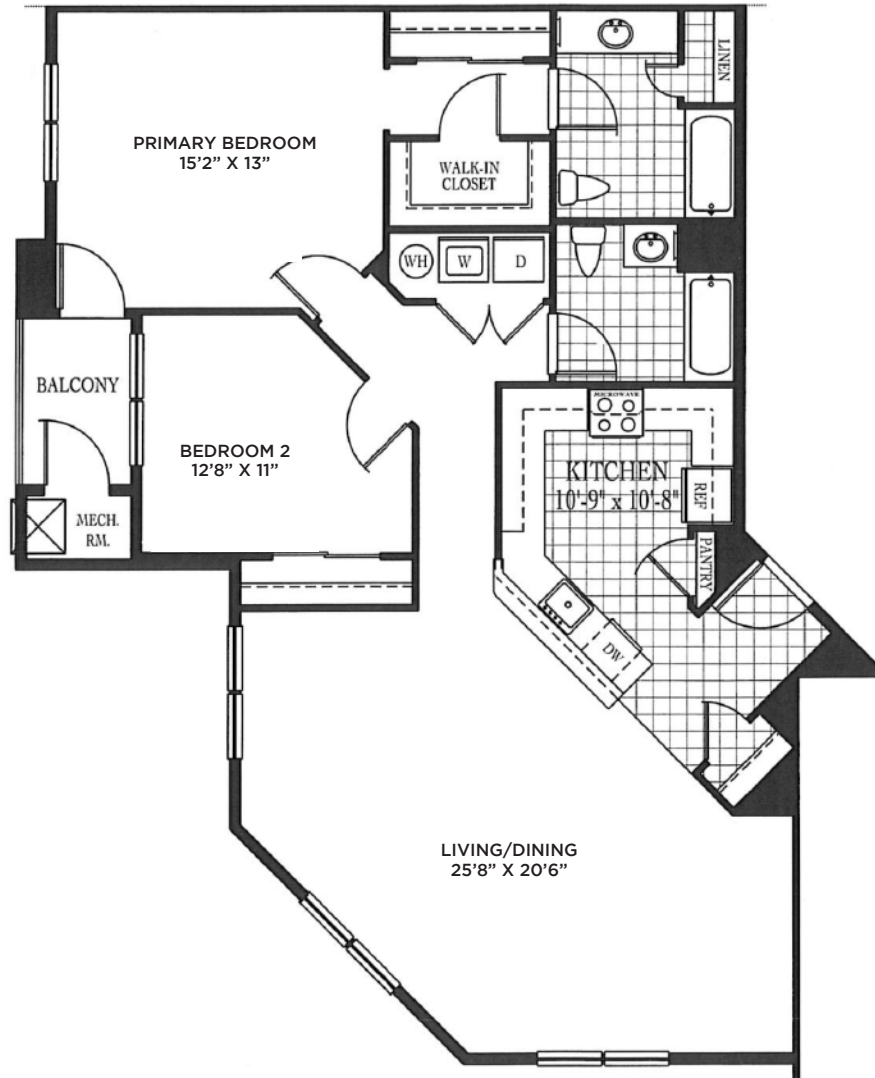 LINEN
PRIMARY BEDROOM
15’2” X 13”
WALK-IN
CLOSET
WH
W
D
BALCONY
MICROWAVE
BEDROOM 2
12’8” X 11”
KITCHEN
10'-9" x 10'-8"
REF
MECH.
RM.
PANTRY
DW
LIVING/DINING
25’8” X 20’6”